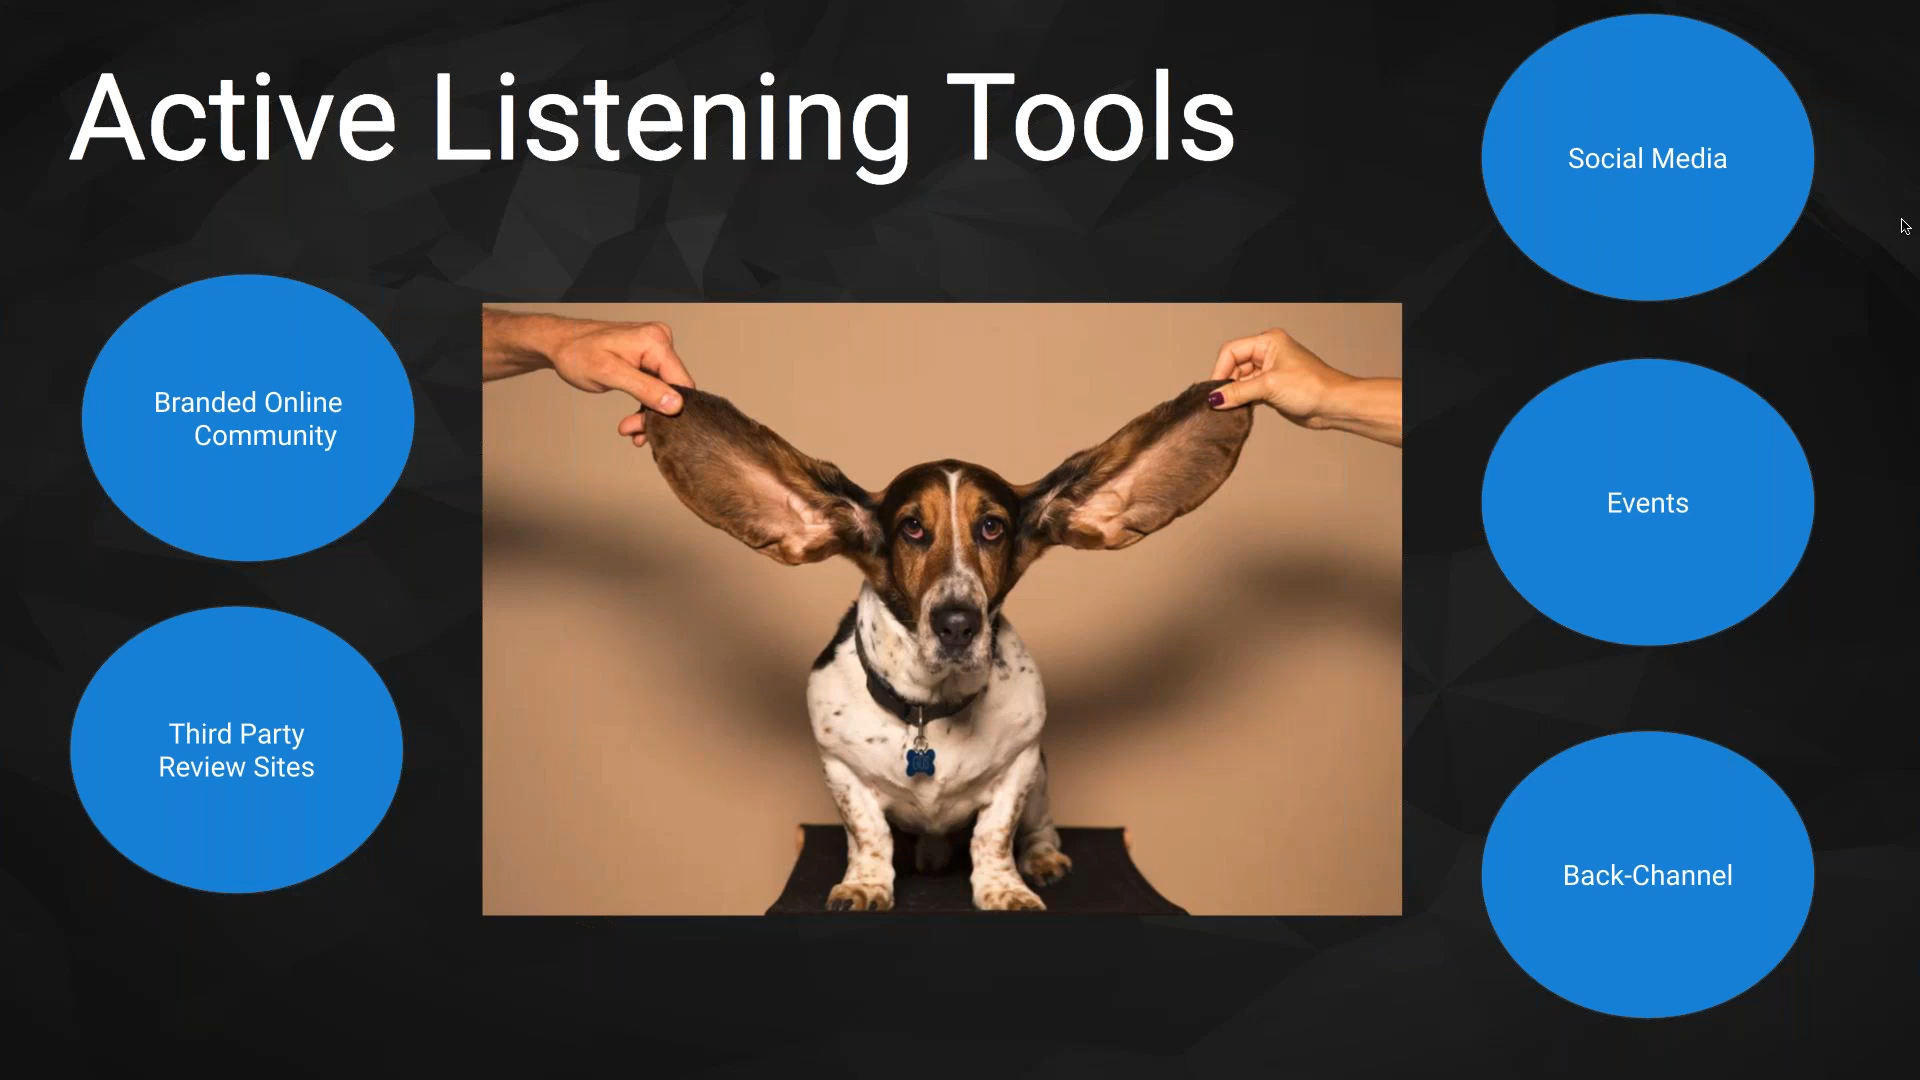 Active Listening Tools
Social Media
Branded Online
Community
Events
Third Party
Review Sites
Back-Channel